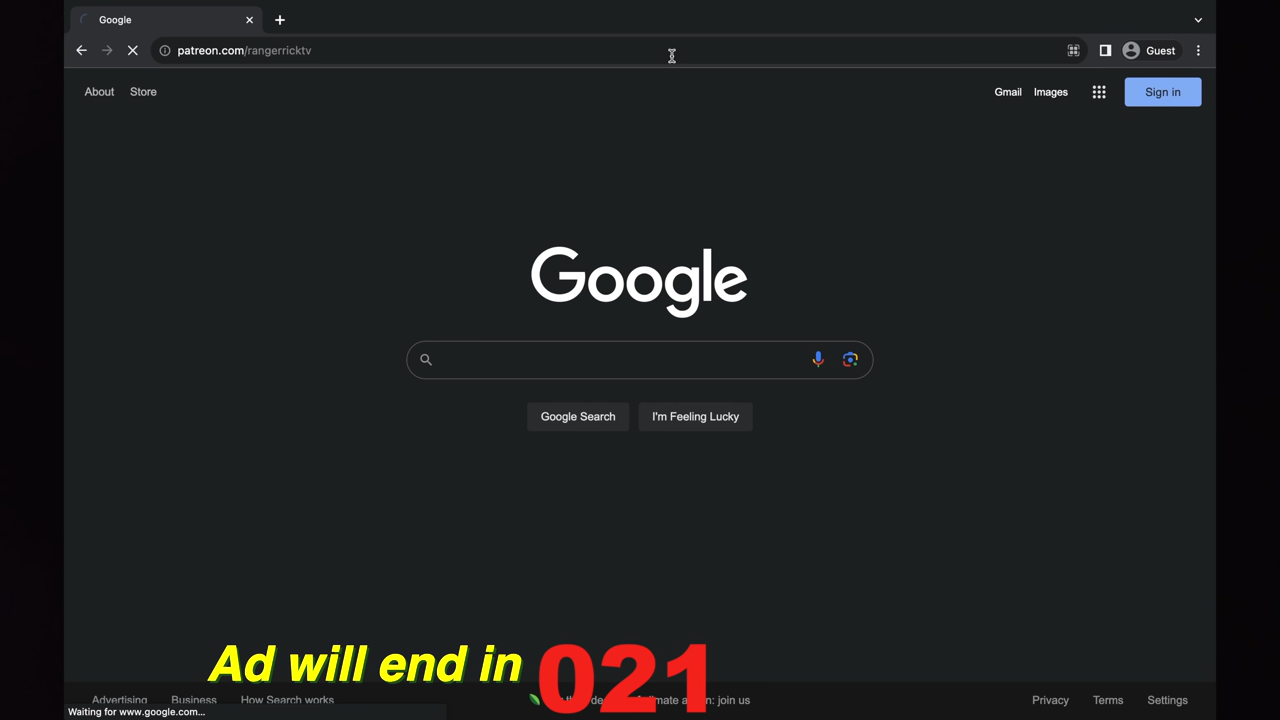 Google
patreon.com/rangerricktv
Guest
About Store
Gmail Images
Sign in
Google
Google Search I'm Feeling Lucky
Ad will end in 021
Advertising Business How Search works
join us
Privacy Terms Settings
Waiting for www.google.com...